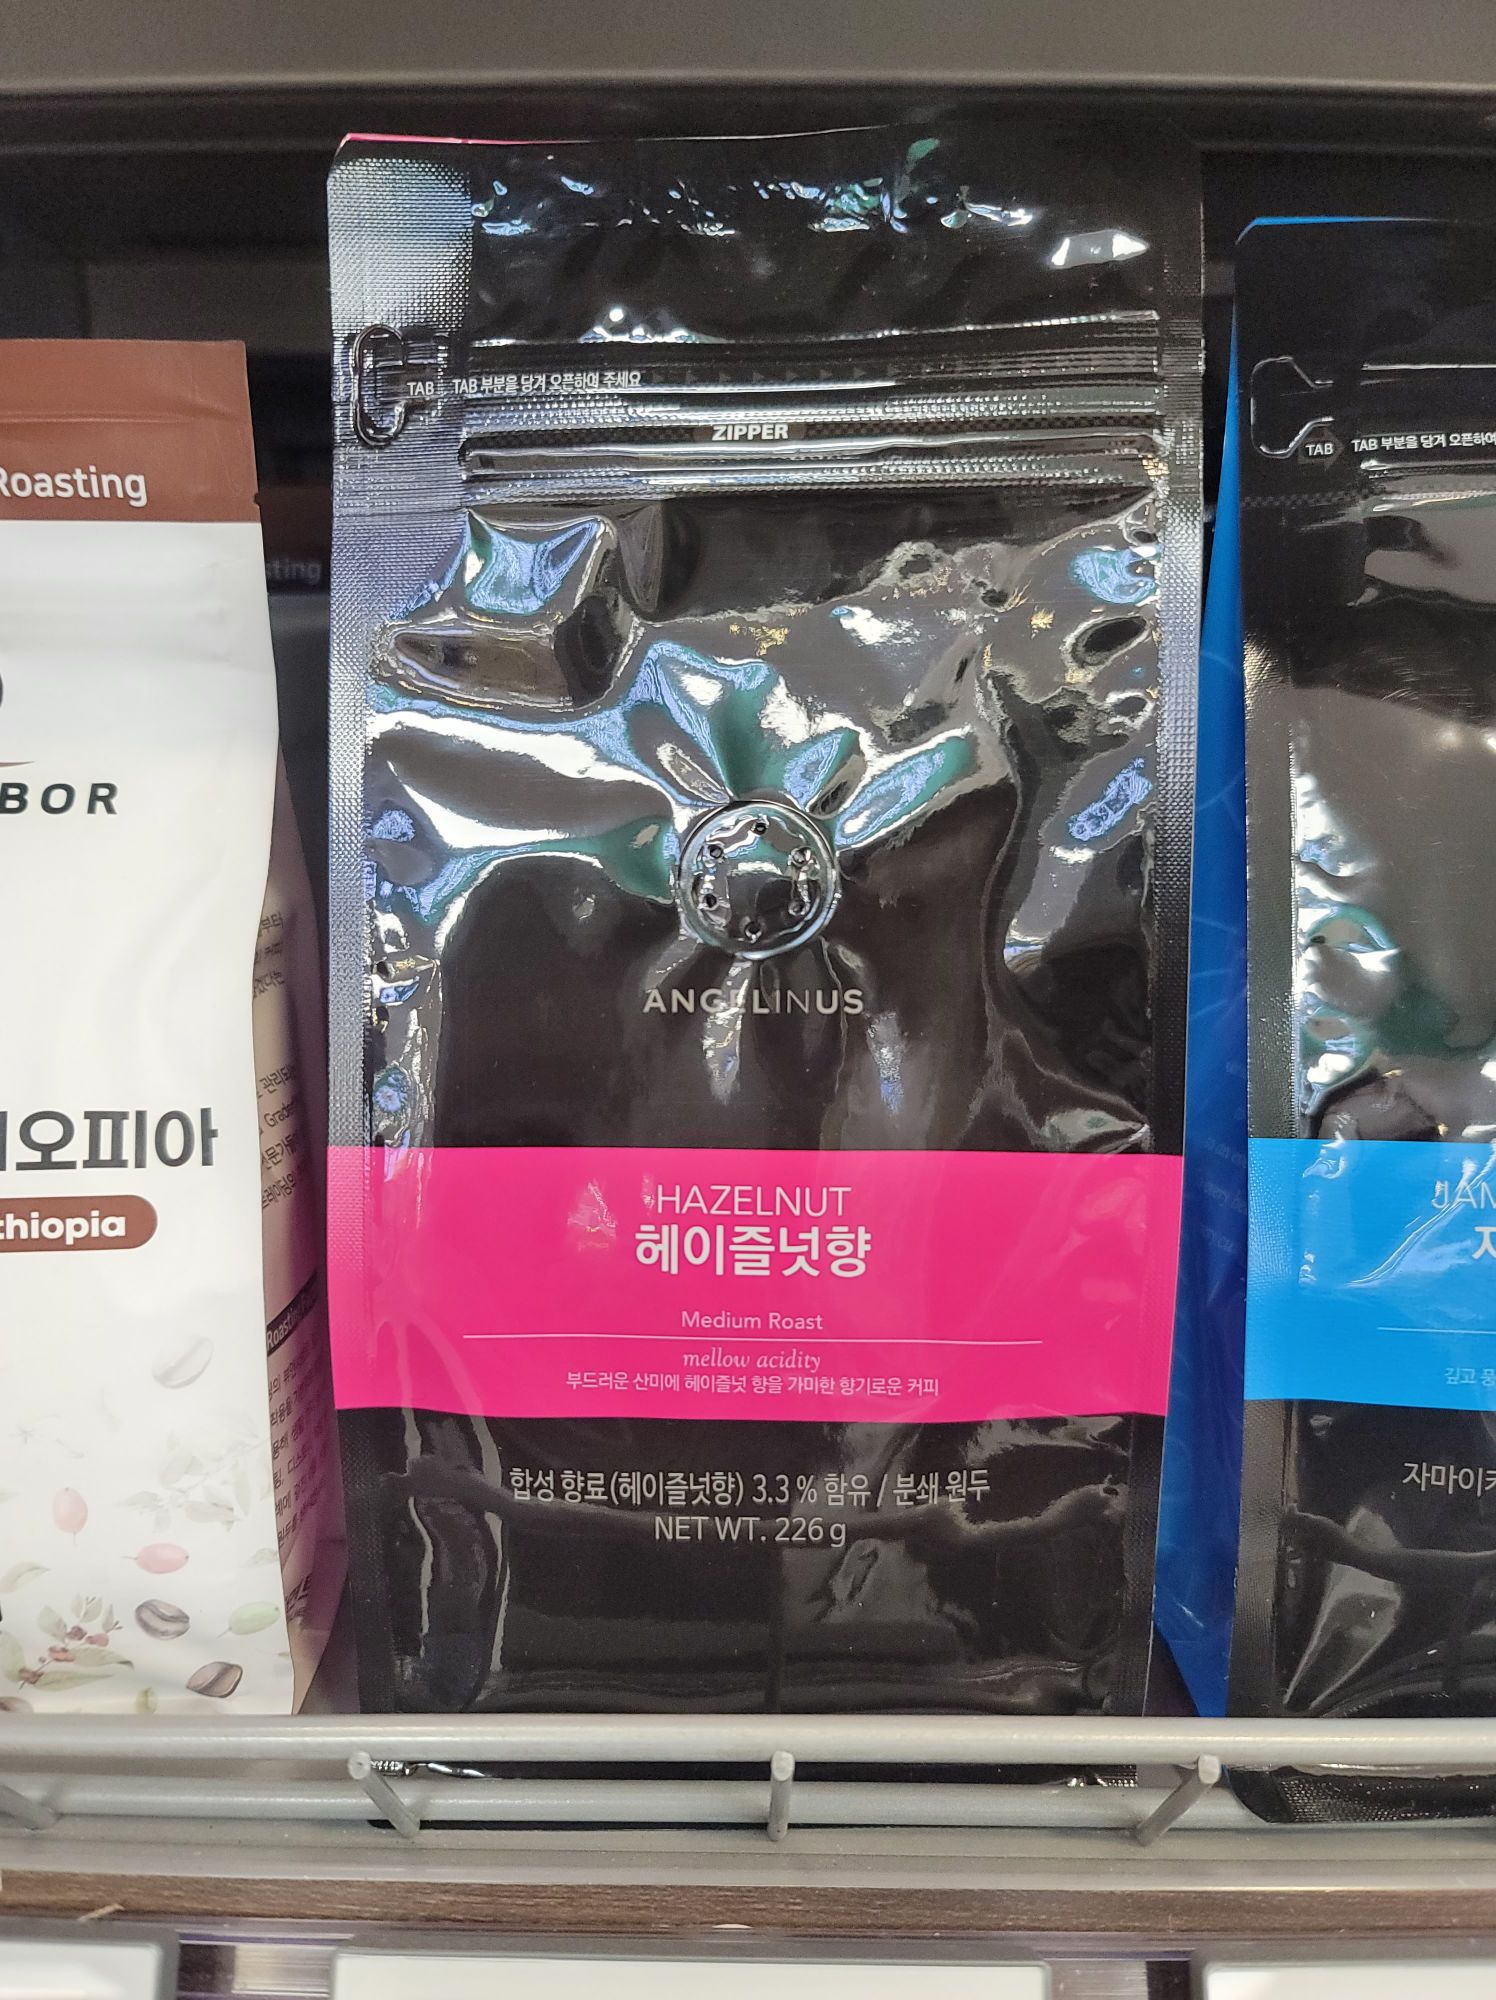 TAB TAB 부분을 당겨 오픈하여 주세요
ZIPPER
ANGELINUS
HAZELNUT
헤이즐넛향
Medium Roast
mellow acidity
부드러운 산미에 헤이즐넛 향을 가미한 향기로운 커피
합성 향료(헤이즐넛향) 3.3 % 함유 / 분쇄 원두
NET WT. 226 g
Roasting
BOR
오피아
thiopia
TAB TAB 부분을 당겨 오픈하여
JAM
깊고 풍
자마이카